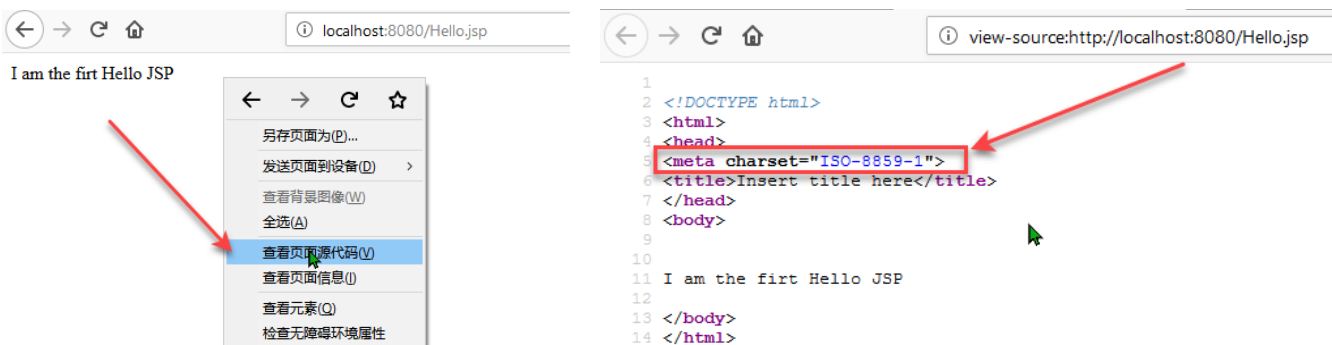 localhost:8080/Hello.jsp
I am the firt Hello JSP
另存页面为(P)...
发送页面到设备(D)
查看背景图像(W)
全选(A)
查看页面源代码(V)
查看页面信息(I)
查看元素(Q)
检查无障碍环境属性
view-source:http://localhost:8080/Hello.jsp
1
2 <!DOCTYPE html>
3 <html>
4 <head>
5 <meta charset="ISO-8859-1">
6 <title>Insert title here</title>
7 </head>
8 <body>
9
10
11 I am the firt Hello JSP
12
13 </body>
14 </html>